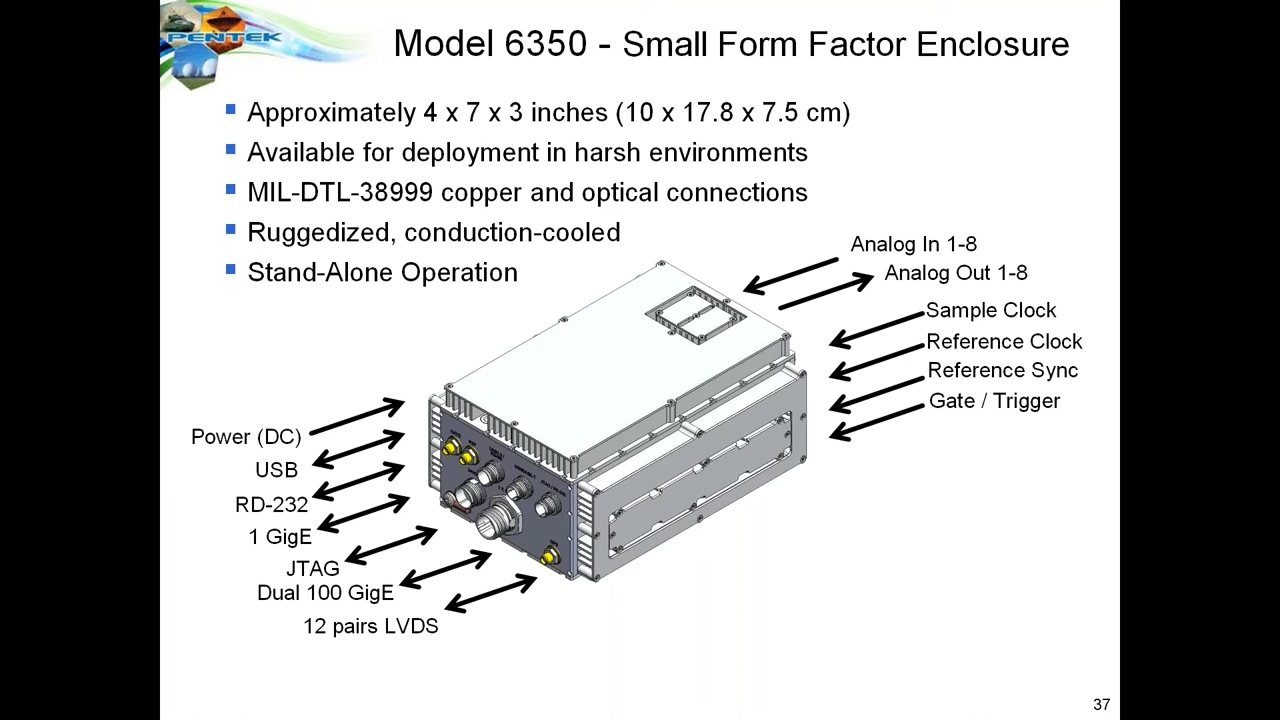 PENTEK
Model 6350 - Small Form Factor Enclosure
Approximately 4 x 7 x 3 inches (10 x 17.8 x 7.5 cm)
Available for deployment in harsh environments
MIL-DTL-38999 copper and optical connections
Ruggedized, conduction-cooled
Stand-Alone Operation
Analog In 1-8
Analog Out 1-8
Sample Clock
Reference Clock
Reference Sync
Gate / Trigger
Power (DC)
USB
RD-232
1 GigE
JTAG
Dual 100 GigE
12 pairs LVDS
37